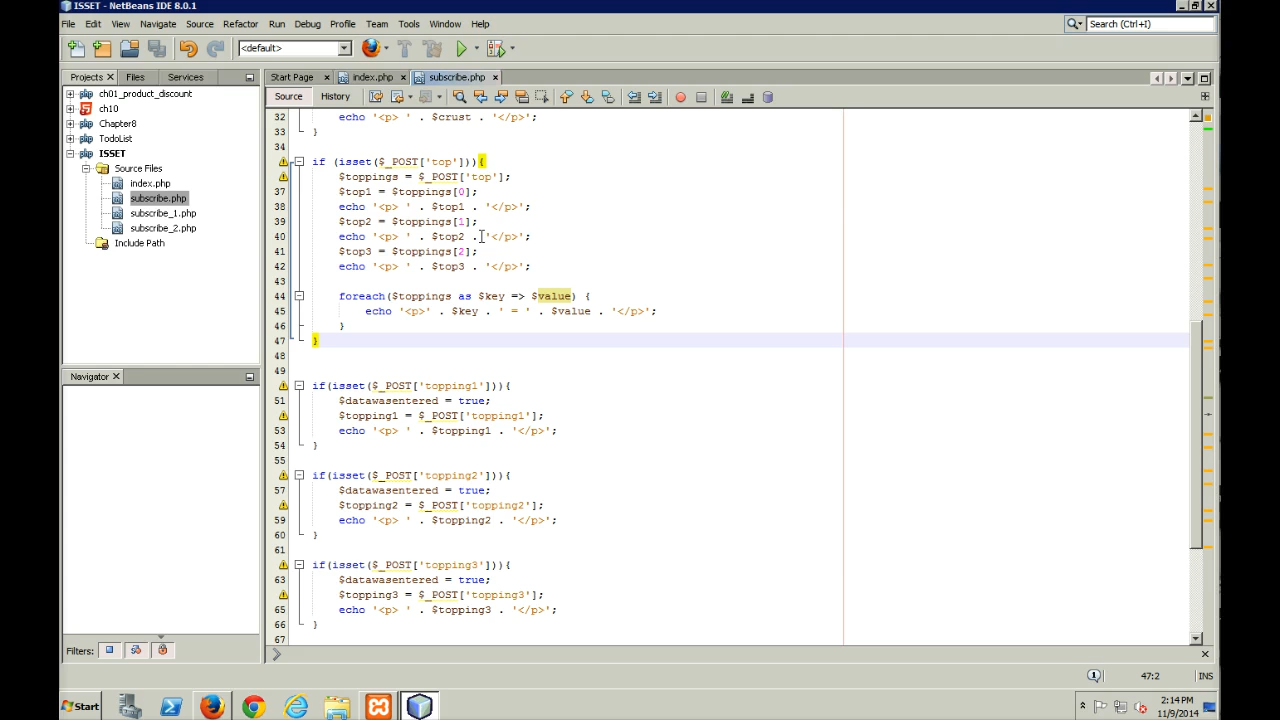 ISSET - NetBeans IDE 8.0.1
File Edit View Navigate Source Refactor Run Debug Profile Team Tools Window Help
Search (Ctrl+I)
<default>
Projects Files Services
Start Page index.php subscribe.php
ch01_product_discount
ch10
Chapter8
TodoList
ISSET
Source Files
index.php
subscribe.php
subscribe_1.php
subscribe_2.php
Include Path
Navigator
Filters:
Source History
32 echo '<p> ' . $crust . '</p>';
33 }
34
if (isset($_POST['top'])){
$toppings = $_POST['top'];
37 $top1 = $toppings[0];
38 echo '<p> ' . $top1 . '</p>';
39 $top2 = $toppings[1];
40 echo '<p> ' . $top2 . '</p>';
41 $top3 = $toppings[2];
42 echo '<p> ' . $top3 . '</p>';
43
44 foreach($toppings as $key => $value) {
45 echo '<p>' . $key . ' = ' . $value . '</p>';
46 }
47 }
48
49
if(isset($_POST['topping1'])){
51 $datawasentered = true;
$topping1 = $_POST['topping1'];
53 echo '<p> ' . $topping1 . '</p>';
54 }
55
if(isset($_POST['topping2'])){
57 $datawasentered = true;
$topping2 = $_POST['topping2'];
59 echo '<p> ' . $topping2 . '</p>';
60 }
61
if(isset($_POST['topping3'])){
63 $datawasentered = true;
$topping3 = $_POST['topping3'];
65 echo '<p> ' . $topping3 . '</p>';
66 }
67
47:2 INS
Start
2:14 PM
11/9/2014